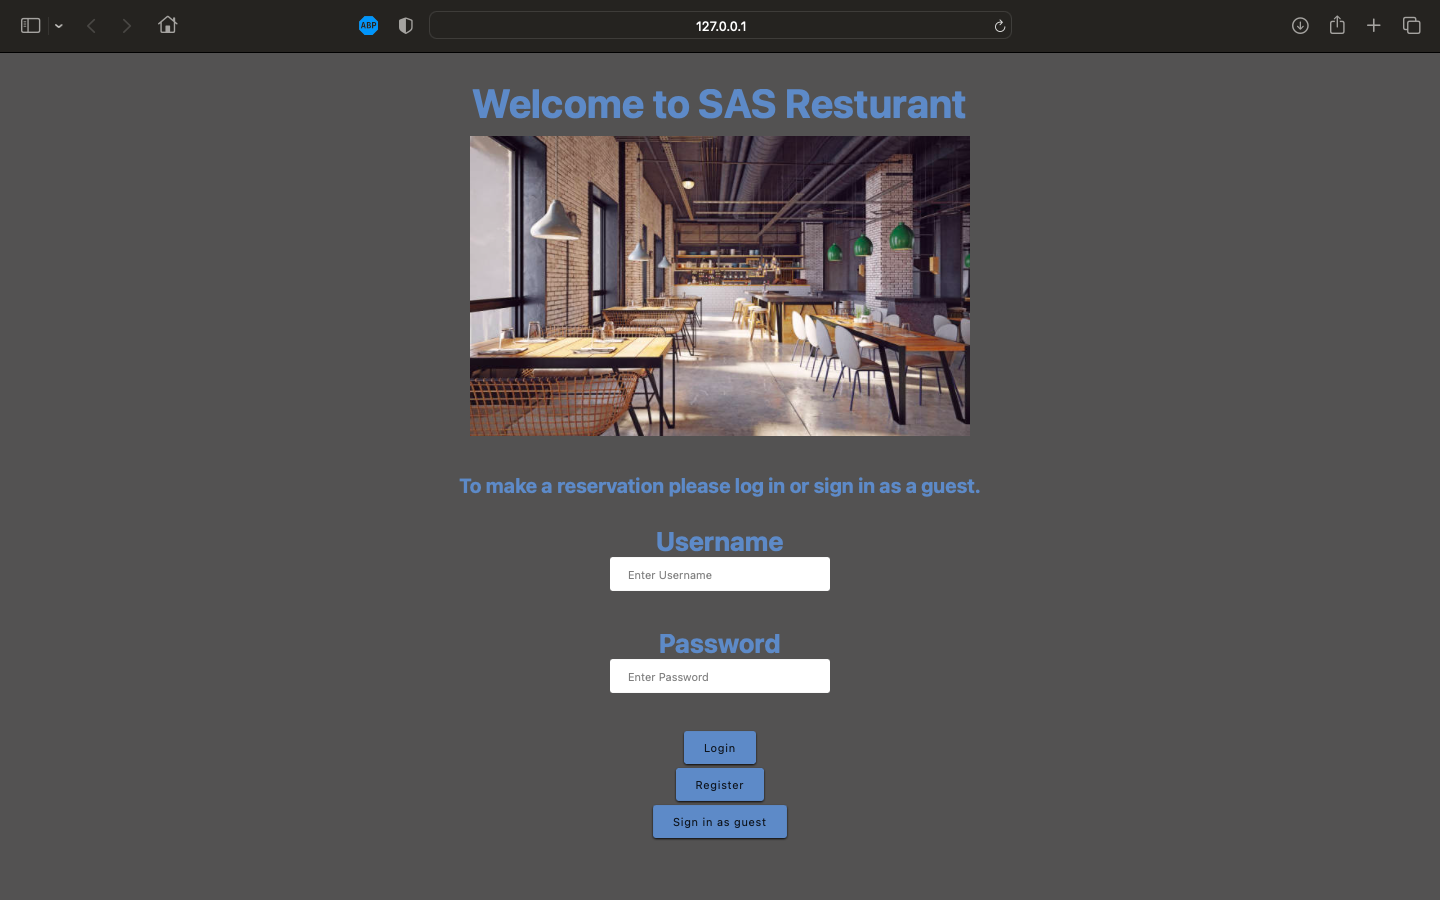 ABP
127.0.0.1
Welcome to SAS Resturant
To make a reservation please log in or sign in as a guest.
Username
Enter Username
Password
Enter Password
Login
Register
Sign in as guest